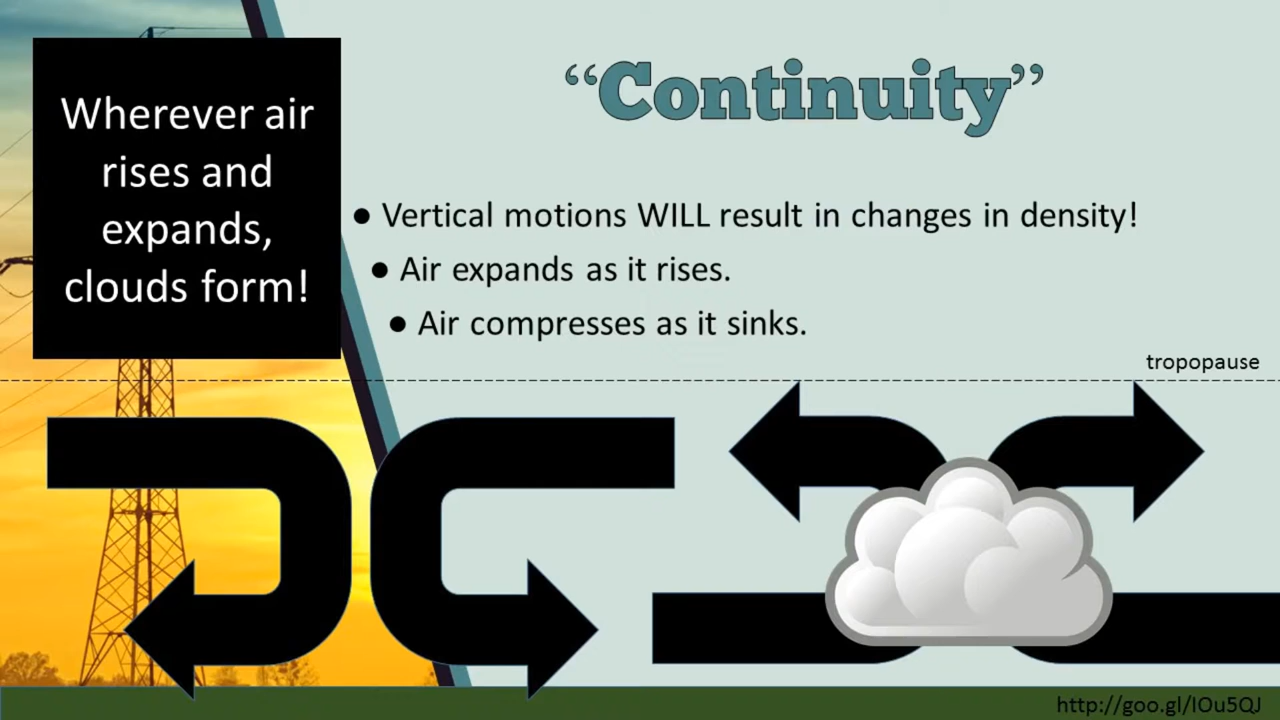 “Continuity”
Wherever air
rises and
expands,
clouds form!
● Vertical motions WILL result in changes in density!
● Air expands as it rises.
● Air compresses as it sinks.
tropopause
http://goo.gl/IOu5QJ